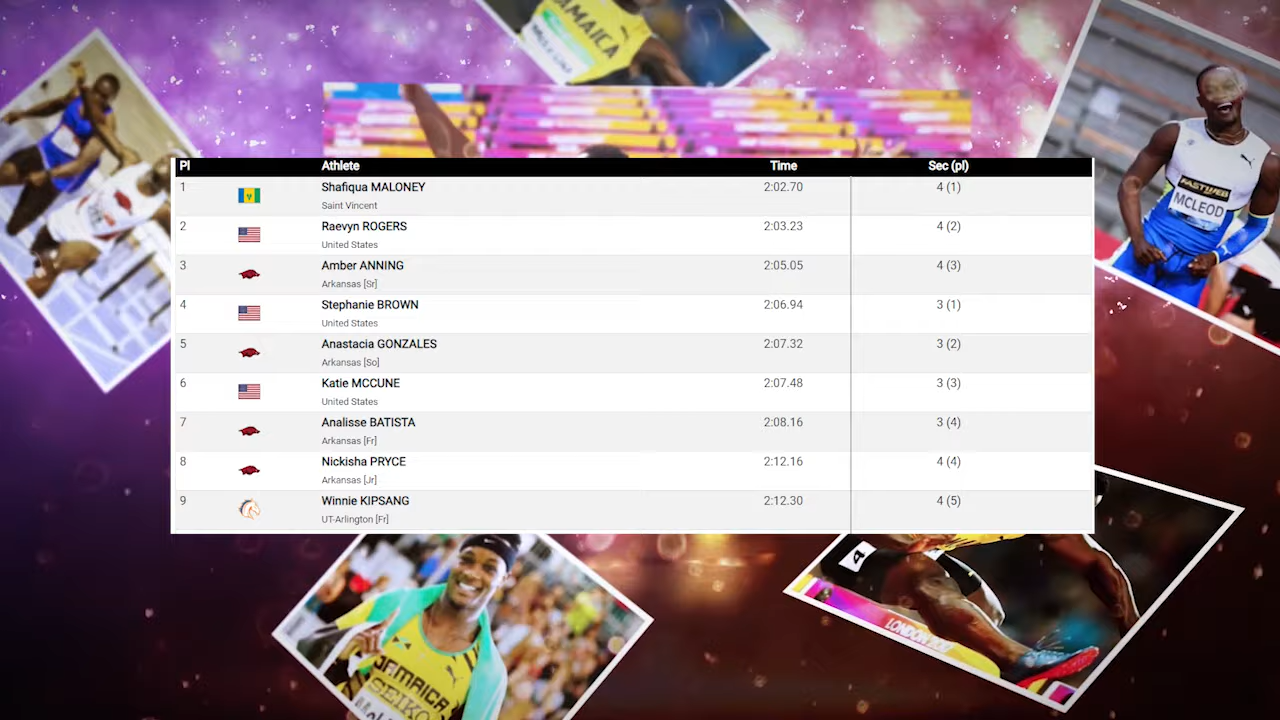 JAMAICA
FASTWEB
MCLEOD
Pl Athlete Time Sec (pl)
1 Shafiqua MALONEY 2:02.70 4 (1)
Saint Vincent
2 Raevyn ROGERS 2:03.23 4 (2)
United States
3 Amber ANNING 2:05.05 4 (3)
Arkansas [Sr]
4 Stephanie BROWN 2:06.94 3 (1)
United States
5 Anastacia GONZALES 2:07.32 3 (2)
Arkansas [So]
6 Katie MCCUNE 2:07.48 3 (3)
United States
7 Analisse BATISTA 2:08.16 3 (4)
Arkansas [Fr]
8 Nickisha PRYCE 2:12.16 4 (4)
Arkansas [Jr]
9 Winnie KIPSANG 2:12.30 4 (5)
UT-Arlington [Fr]
4
LONDON
JAMAICA
SEIKO